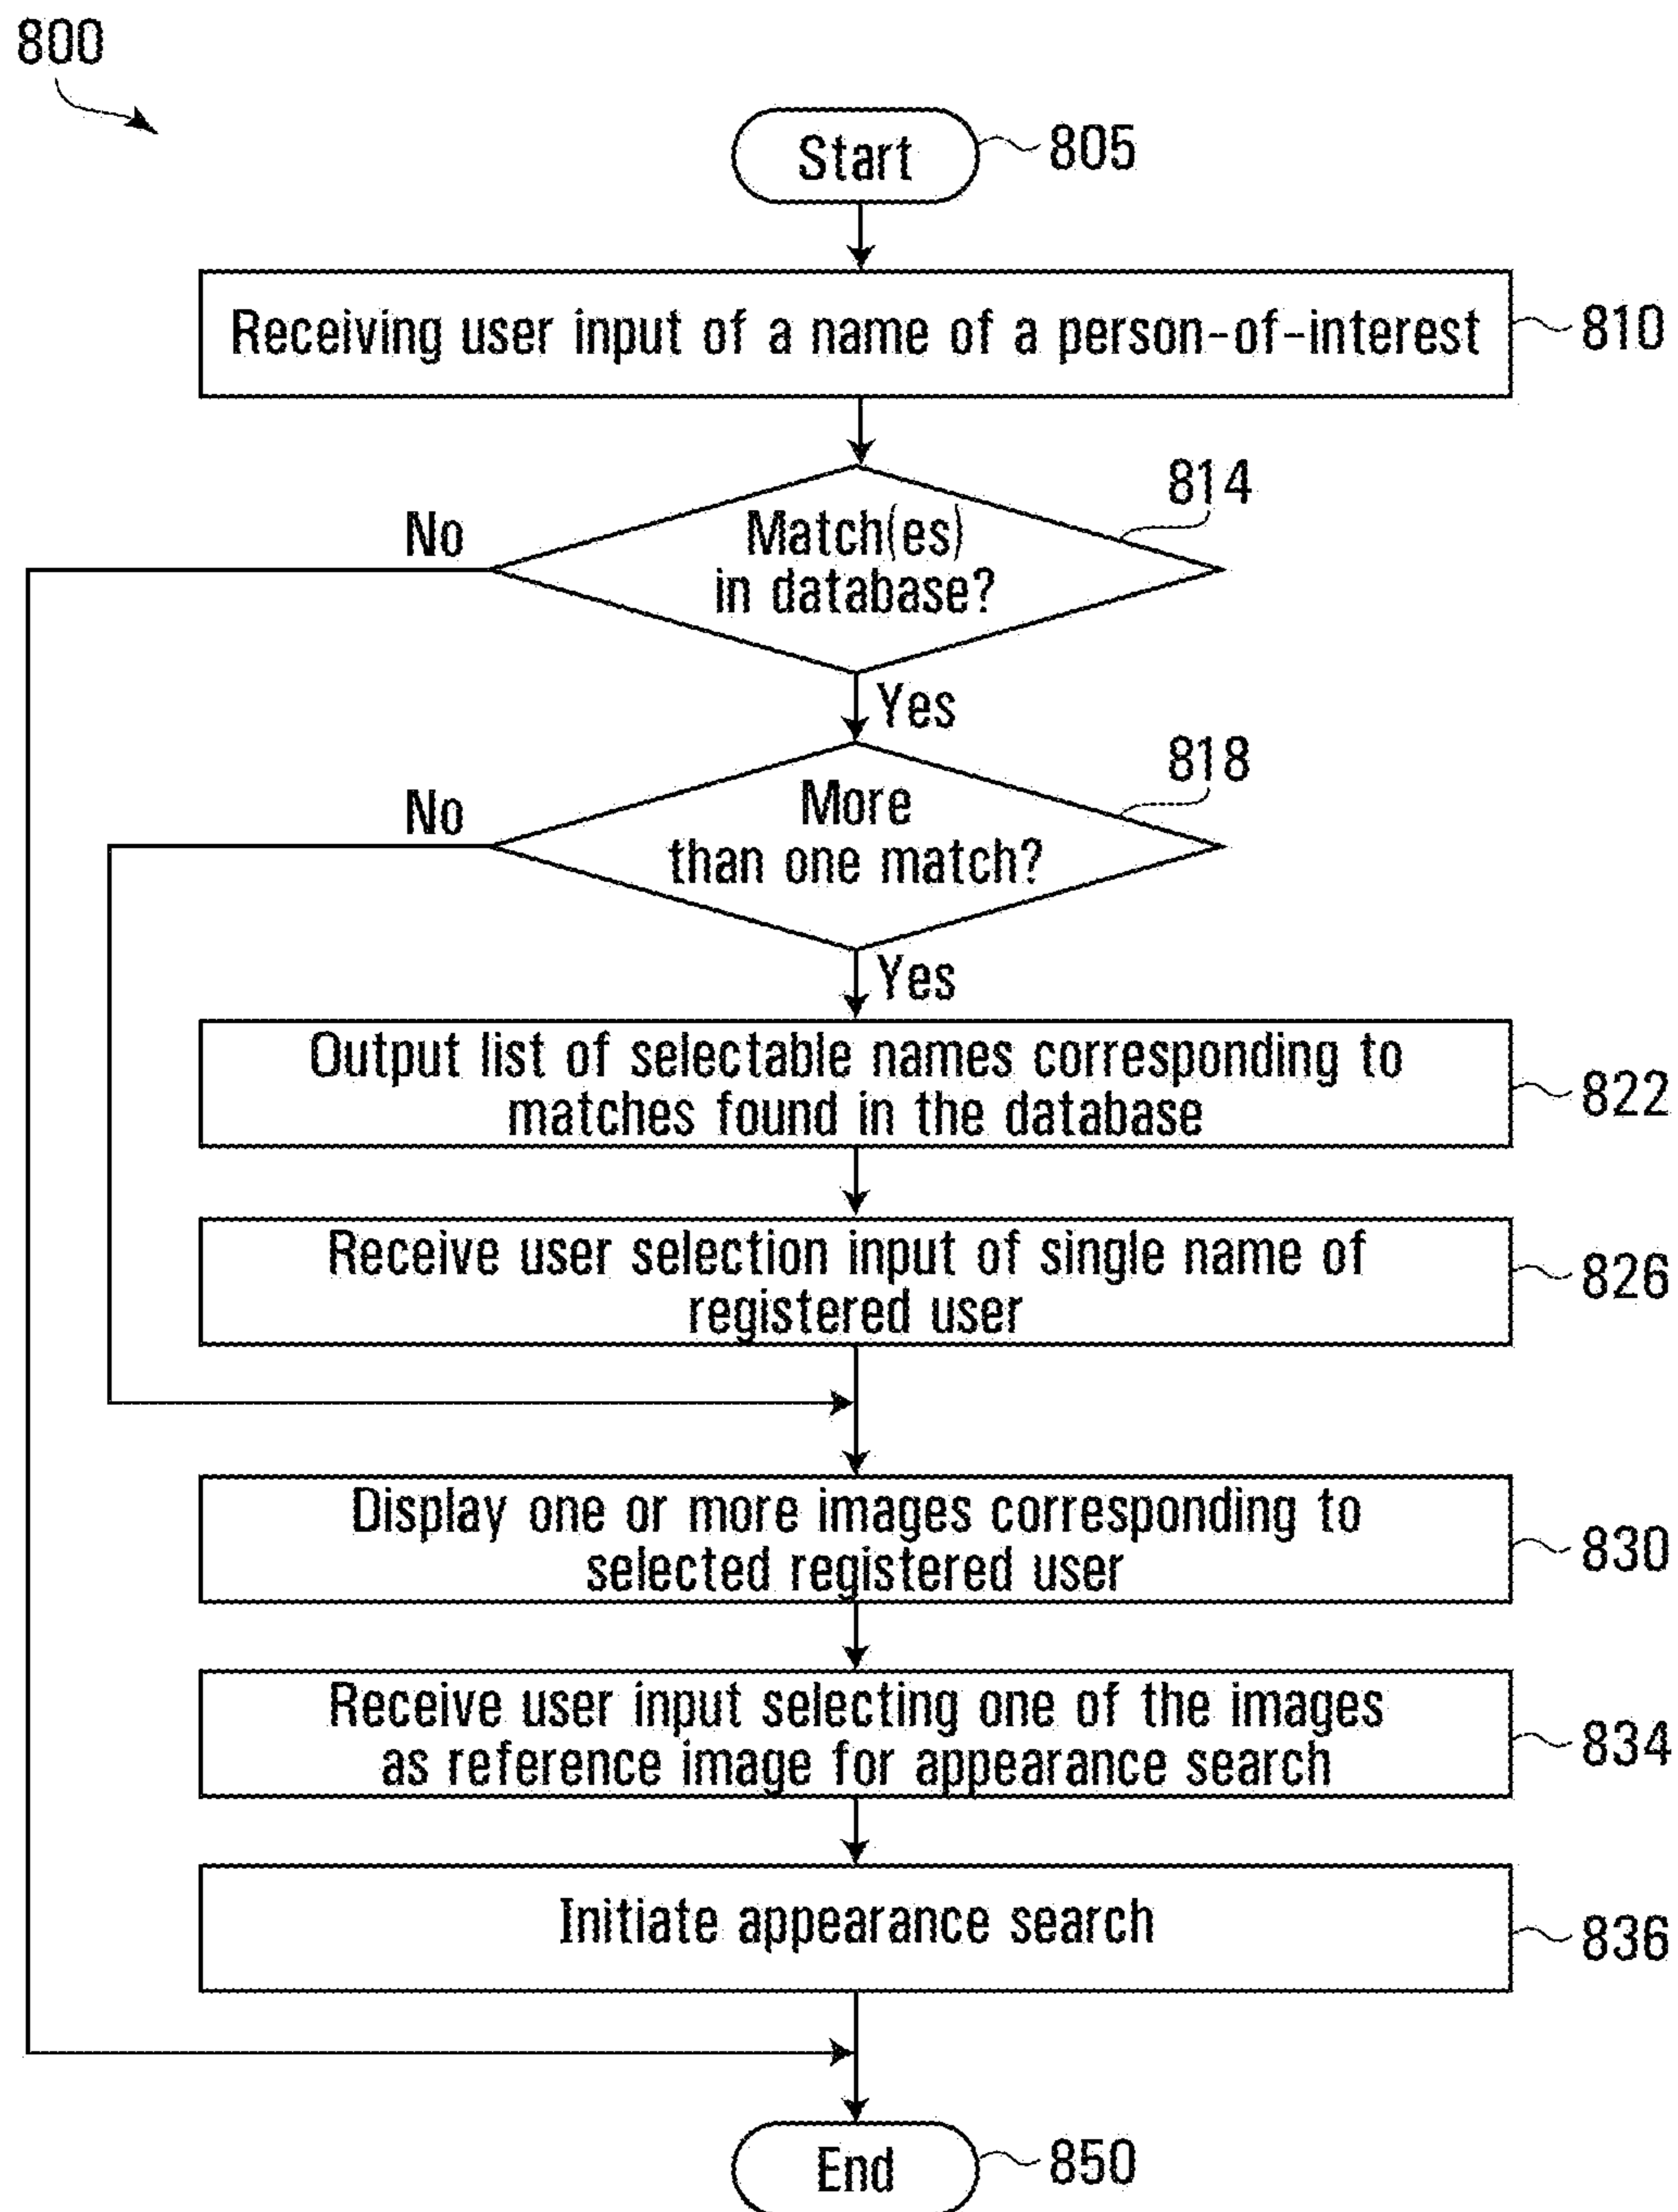 800
Start
805
Receiving user input of a name of a person-of-interest
810
814
No
Match(es)
in database?
Yes
818
No
More
than one match?
Yes
Output list of selectable names corresponding to
matches found in the database
822
Receive user selection input of single name of
registered user
826
Display one or more images corresponding to
selected registered user
830
Receive user input selecting one of the images
as reference image for appearance search
834
Initiate appearance search
836
End
850